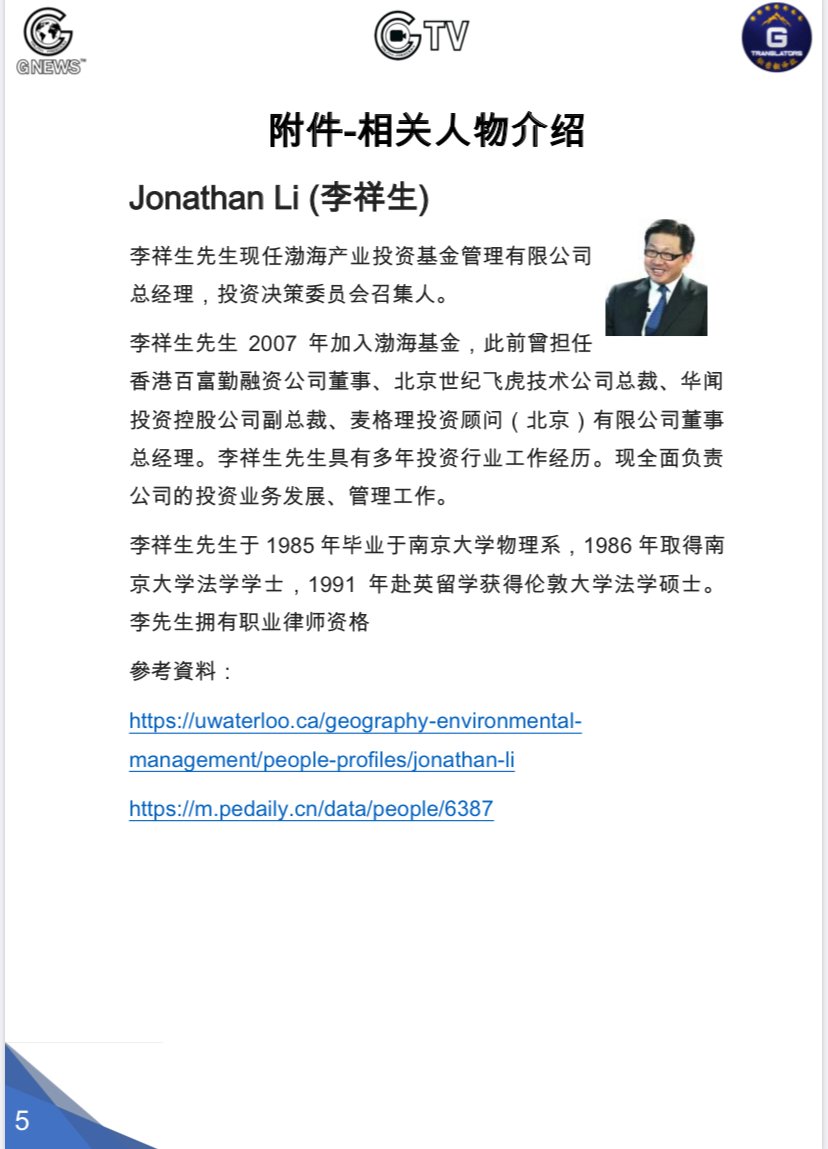 GNEWS™
GTV
G
TRANSLATORS
附件-相关人物介绍
Jonathan Li (李祥生)
李祥生先生现任渤海产业投资基金管理有限公司
总经理，投资决策委员会召集人。
李祥生先生 2007 年加入渤海基金，此前曾担任
香港百富勤融资公司董事、北京世纪飞虎技术公司总裁、华闻
投资控股公司副总裁、麦格理投资顾问（北京）有限公司董事
总经理。李祥生先生具有多年投资行业工作经历。现全面负责
公司的投资业务发展、管理工作。
李祥生先生于 1985 年毕业于南京大学物理系，1986 年取得南
京大学法学学士，1991 年赴英留学获得伦敦大学法学硕士。
李先生拥有职业律师资格
參考資料：
https://uwaterloo.ca/geography-environmental-
management/people-profiles/jonathan-li
https://m.pedaily.cn/data/people/6387
5